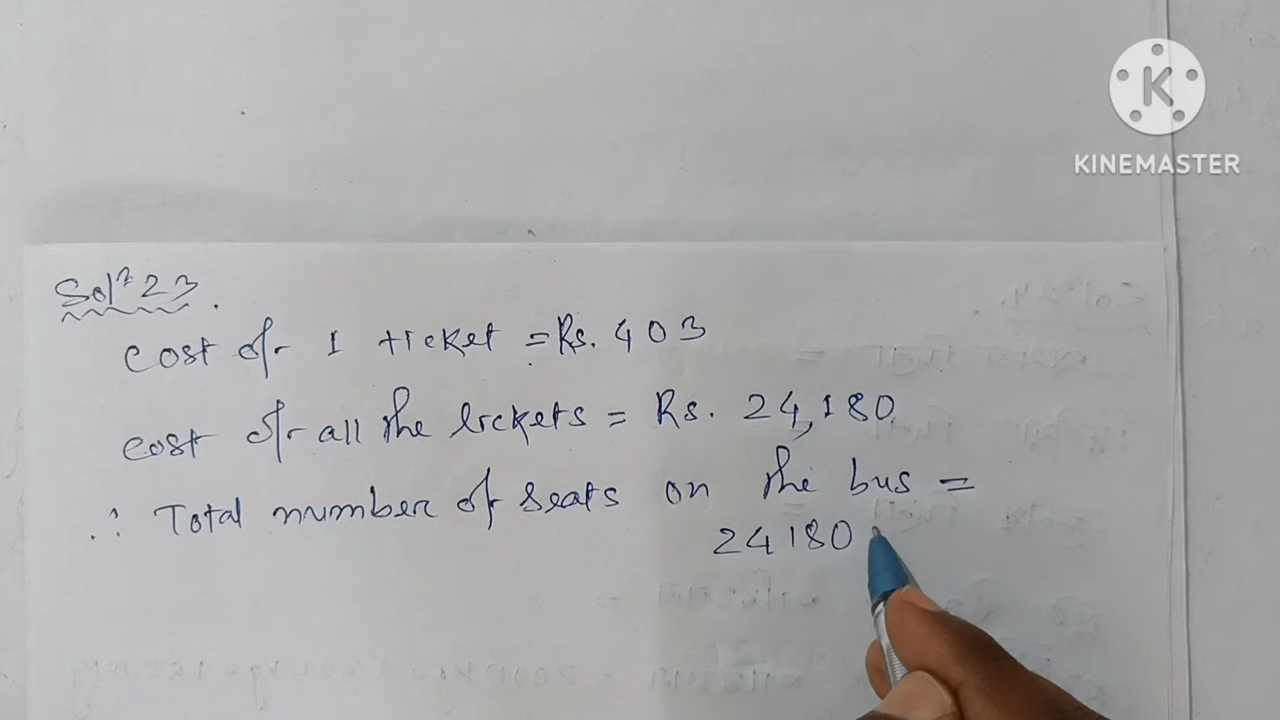 KINEMASTER
Solⁿ 23.
Cost of 1 ticket = Rs. 403
Cost of all the tickets = Rs. 24,180
∴ Total number of seats on the bus =
24180